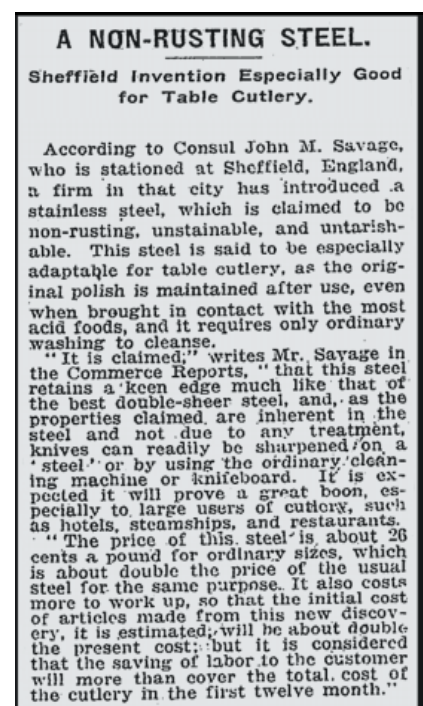 A NON-RUSTING STEEL.
Sheffield Invention Especially Good
for Table Cutlery.
According to Consul John M. Savage,
who is stationed at Sheffield, England,
a firm in that city has introduced a
stainless steel, which is claimed to be
non-rusting, unstainable, and untarish-
able. This steel is said to be especially
adaptable for table cutlery, as the orig-
inal polish is maintained after use, even
when brought in contact with the most
acid foods, and it requires only ordinary
washing to cleanse.
"It is claimed," writes Mr. Savage in
the Commerce Reports, "that this steel
retains a keen edge much like that of
the best double-sheer steel, and, as the
properties claimed are inherent in the
steel and not due to any treatment,
knives can readily be sharpened on a
'steel' or by using the ordinary clean-
ing machine or knifeboard. It is ex-
pected it will prove a great boon, es-
pecially to large users of cutlery, such
as hotels, steamships, and restaurants.
"The price of this steel is about 26
cents a pound for ordinary sizes, which
is about double the price of the usual
steel for the same purpose. It also costs
more to work up, so that the initial cost
of articles made from this new discov-
ery, it is estimated, will be about double
the present cost; but it is considered
that the saving of labor to the customer
will more than cover the total cost of
the cutlery in the first twelve month."